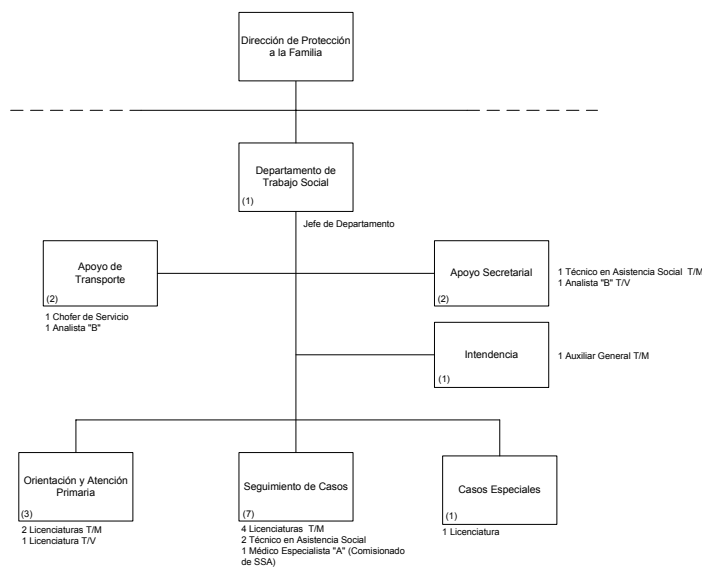 Dirección de Protección
a la Familia
Departamento de
Trabajo Social
(1)
Jefe de Departamento
Apoyo de
Transporte
(2)
1 Chofer de Servicio
1 Analista "B"
Apoyo Secretarial
(2)
1 Técnico en Asistencia Social T/M
1 Analista "B" T/V
Intendencia
(1)
1 Auxiliar General T/M
Orientación y Atención
Primaria
(3)
2 Licenciaturas T/M
1 Licenciatura T/V
Seguimiento de Casos
(7)
4 Licenciaturas T/M
2 Técnico en Asistencia Social
1 Médico Especialista "A" (Comisionado
de SSA)
Casos Especiales
(1)
1 Licenciatura